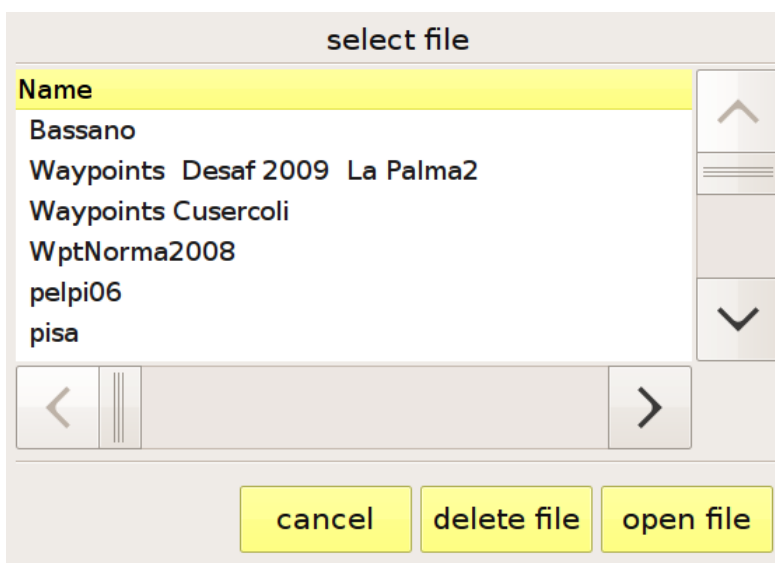 select file
Name
Bassano
Waypoints  Desaf 2009  La Palma2
Waypoints Cusercoli
WptNorma2008
pelpi06
pisa
cancel delete file open file